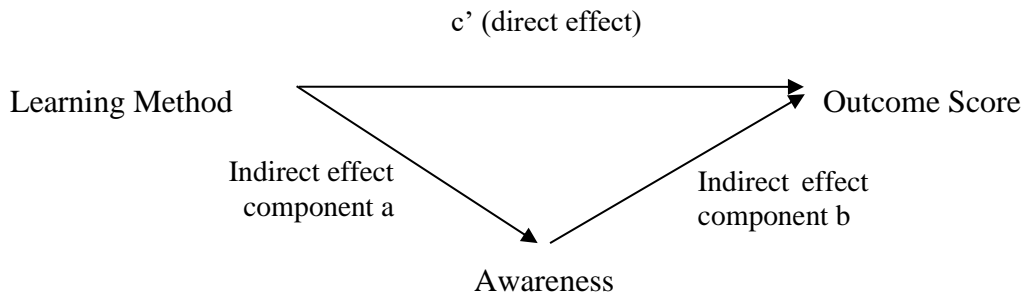 c’ (direct effect)
Learning Method
Outcome Score
Indirect effect
component a
Indirect effect
component b
Awareness